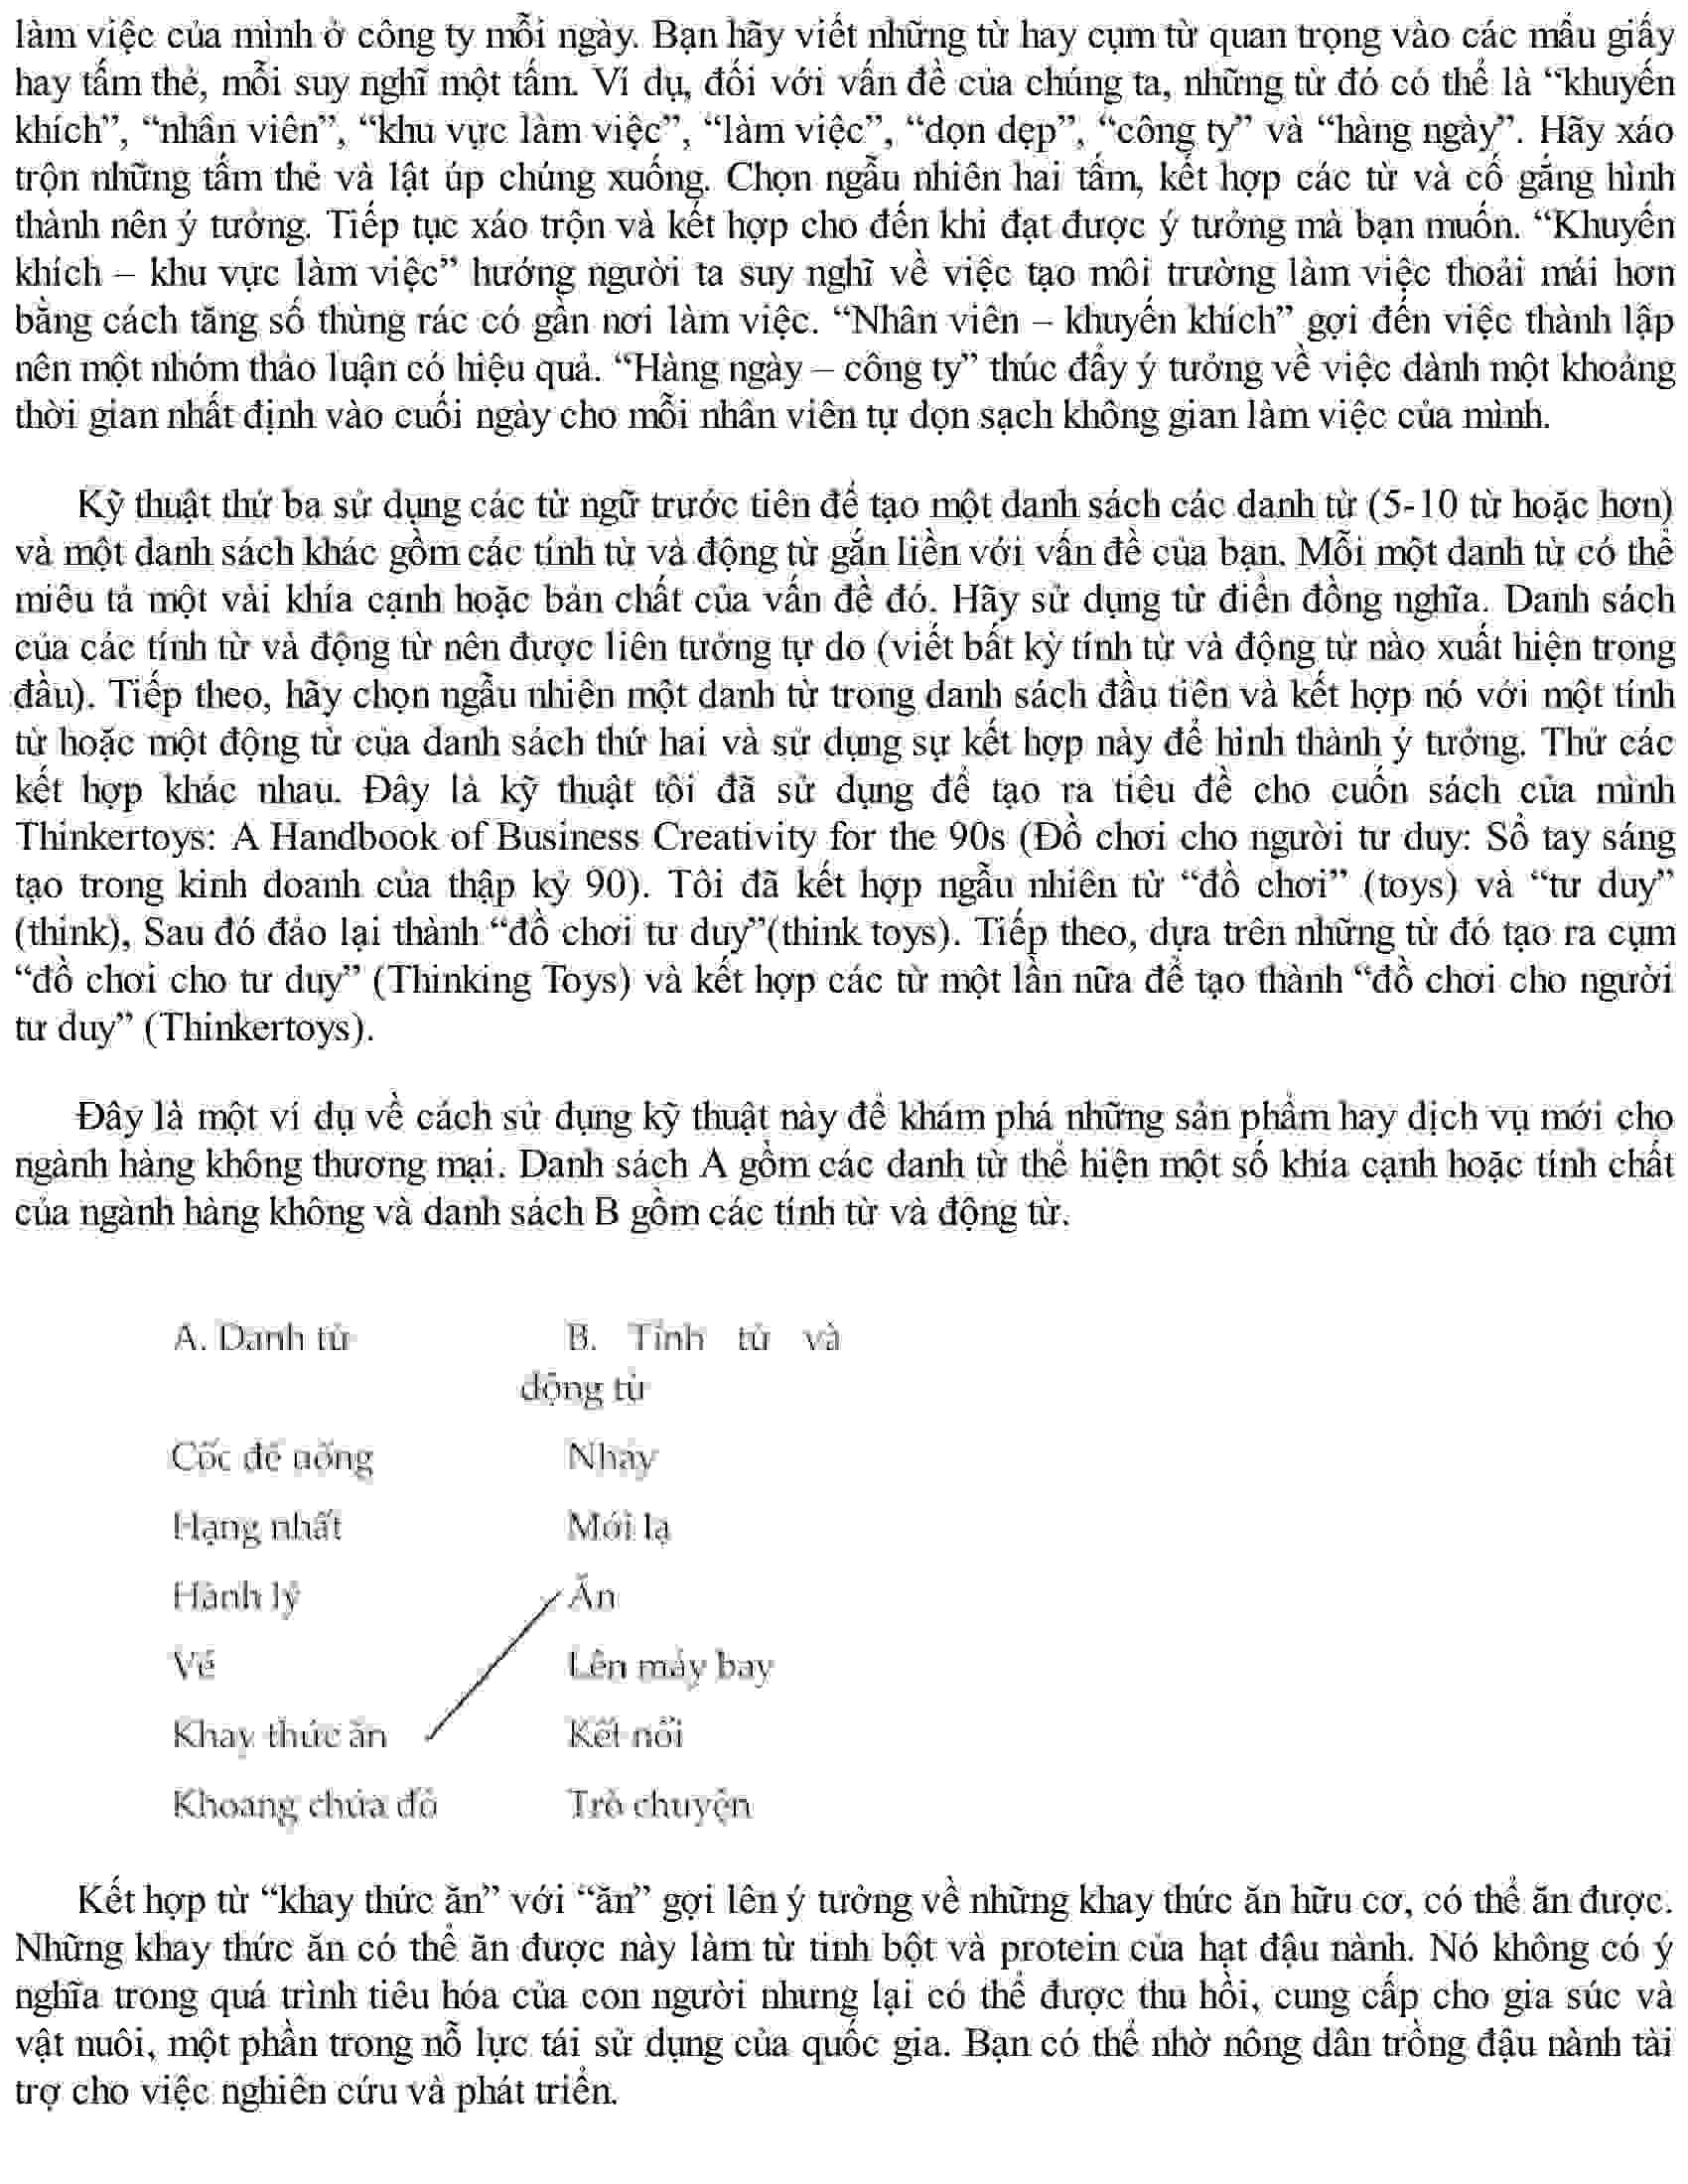 làm việc của mình ở công ty mỗi ngày. Bạn hãy viết những từ hay cụm từ quan trọng vào các mẩu giấy
hay tấm thẻ, mỗi suy nghĩ một tấm. Ví dụ, đối với vấn đề của chúng ta, những từ đó có thể là “khuyến
khích”, “nhân viên”, “khu vực làm việc”, “làm việc”, “dọn dẹp”, “công ty” và “hàng ngày”. Hãy xáo
trộn những tấm thẻ và lật úp chúng xuống. Chọn ngẫu nhiên hai tấm, kết hợp các từ và cố gắng hình
thành nên ý tưởng. Tiếp tục xáo trộn và kết hợp cho đến khi đạt được ý tưởng mà bạn muốn. “Khuyến
khích – khu vực làm việc” hướng người ta suy nghĩ về việc tạo môi trường làm việc thoải mái hơn
bằng cách tăng số thùng rác có gần nơi làm việc. “Nhân viên – khuyến khích” gợi đến việc thành lập
nên một nhóm thảo luận có hiệu quả. “Hàng ngày – công ty” thúc đẩy ý tưởng về việc dành một khoảng
thời gian nhất định vào cuối ngày cho mỗi nhân viên tự dọn sạch không gian làm việc của mình.
Kỹ thuật thứ ba sử dụng các từ ngữ trước tiên để tạo một danh sách các danh từ (5-10 từ hoặc hơn)
và một danh sách khác gồm các tính từ và động từ gắn liền với vấn đề của bạn. Mỗi một danh từ có thể
miêu tả một vài khía cạnh hoặc bản chất của vấn đề đó. Hãy sử dụng từ điển đồng nghĩa. Danh sách
của các tính từ và động từ nên được liên tưởng tự do (viết bất kỳ tính từ và động từ nào xuất hiện trong
đầu). Tiếp theo, hãy chọn ngẫu nhiên một danh từ trong danh sách đầu tiên và kết hợp nó với một tính
từ hoặc một động từ của danh sách thứ hai và sử dụng sự kết hợp này để hình thành ý tưởng. Thử các
kết hợp khác nhau. Đây là kỹ thuật tôi đã sử dụng để tạo ra tiêu đề cho cuốn sách của mình
Thinkertoys: A Handbook of Business Creativity for the 90s (Đồ chơi cho người tư duy: Sổ tay sáng
tạo trong kinh doanh của thập kỷ 90). Tôi đã kết hợp ngẫu nhiên từ “đồ chơi” (toys) và “tư duy”
(think), Sau đó đảo lại thành “đồ chơi tư duy”(think toys). Tiếp theo, dựa trên những từ đó tạo ra cụm
“đồ chơi cho tư duy” (Thinking Toys) và kết hợp các từ một lần nữa để tạo thành “đồ chơi cho người
tư duy” (Thinkertoys).
Đây là một ví dụ về cách sử dụng kỹ thuật này để khám phá những sản phẩm hay dịch vụ mới cho
ngành hàng không thương mại. Danh sách A gồm các danh từ thể hiện một số khía cạnh hoặc tính chất
của ngành hàng không và danh sách B gồm các tính từ và động từ.
A. Danh từ B. Tính từ và
động từ
Cốc để uống Nhảy
Hạng nhất Mới lạ
Hành lý Ăn
Vé Lên máy bay
Khay thức ăn Kết nối
Khoang chứa đồ Trò chuyện
Kết hợp từ “khay thức ăn” với “ăn” gợi lên ý tưởng về những khay thức ăn hữu cơ, có thể ăn được.
Những khay thức ăn có thể ăn được này làm từ tinh bột và protein của hạt đậu nành. Nó không có ý
nghĩa trong quá trình tiêu hóa của con người nhưng lại có thể được thu hồi, cung cấp cho gia súc và
vật nuôi, một phần trong nỗ lực tái sử dụng của quốc gia. Bạn có thể nhờ nông dân trồng đậu nành tài
trợ cho việc nghiên cứu và phát triển.